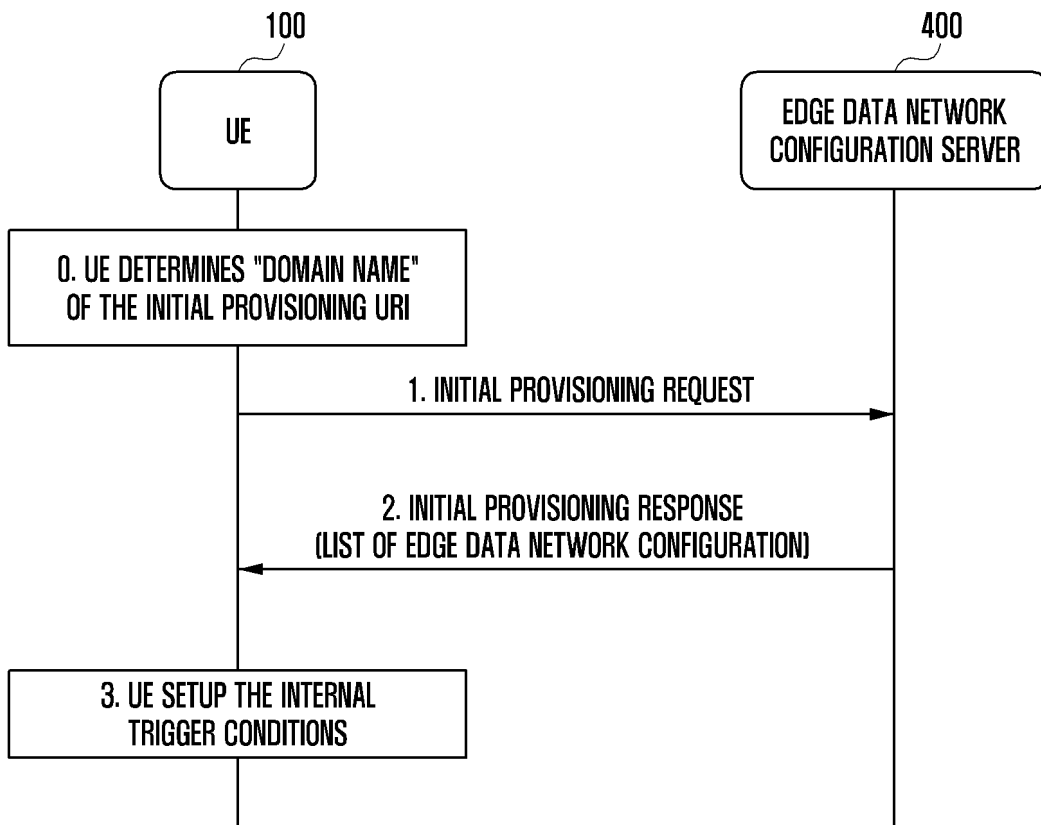 100
400
UE
EDGE DATA NETWORK
CONFIGURATION SERVER
0. UE DETERMINES "DOMAIN NAME"
OF THE INITIAL PROVISIONING URI
1. INITIAL PROVISIONING REQUEST
2. INITIAL PROVISIONING RESPONSE
(LIST OF EDGE DATA NETWORK CONFIGURATION)
3. UE SETUP THE INTERNAL
TRIGGER CONDITIONS